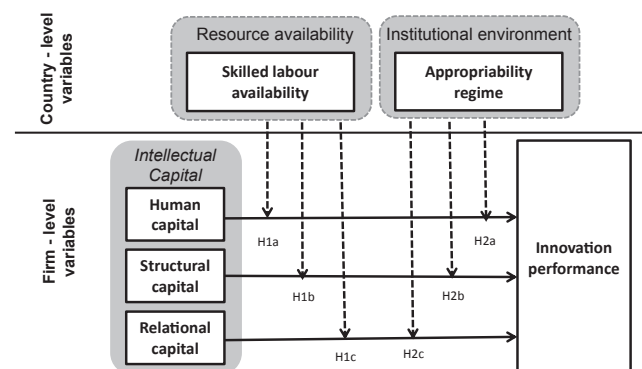 Country - level
variables
Resource availability
Skilled labour
availability
Institutional environment
Appropriability
regime
Firm - level
variables
Intellectual
Capital
Human
capital
H1a
H2a
Structural
capital
H1b
H2b
Relational
capital
H1c
H2c
Innovation
performance